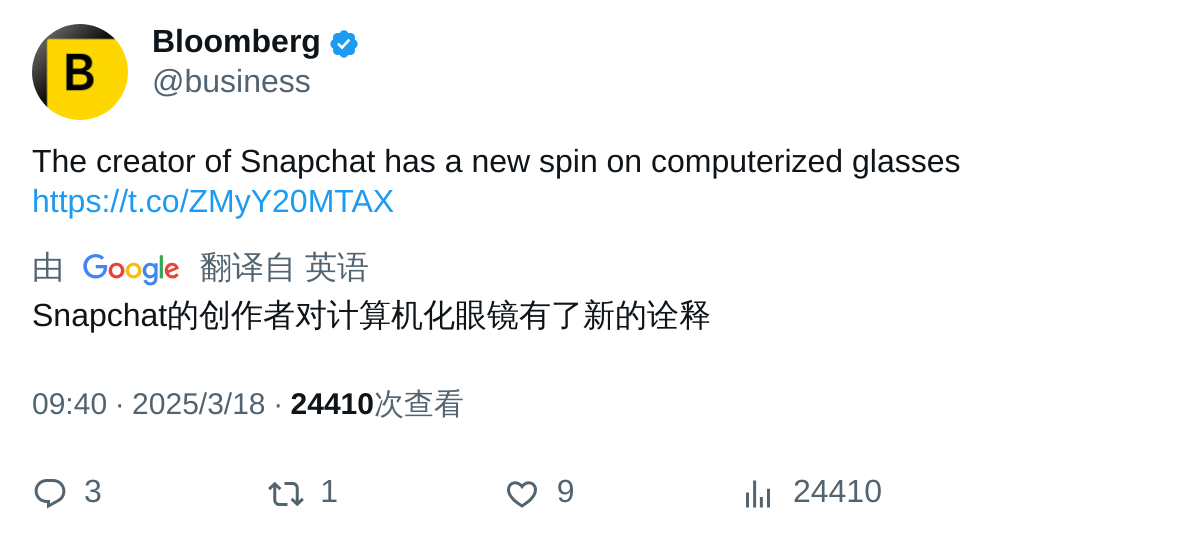 B
Bloomberg
@business
The creator of Snapchat has a new spin on computerized glasses
https://t.co/ZMyY20MTAX
由 Google 翻译自 英语
Snapchat的创作者对计算机化眼镜有了新的诠释
09:40 · 2025/3/18 · 24410次查看
3 1 9 24410